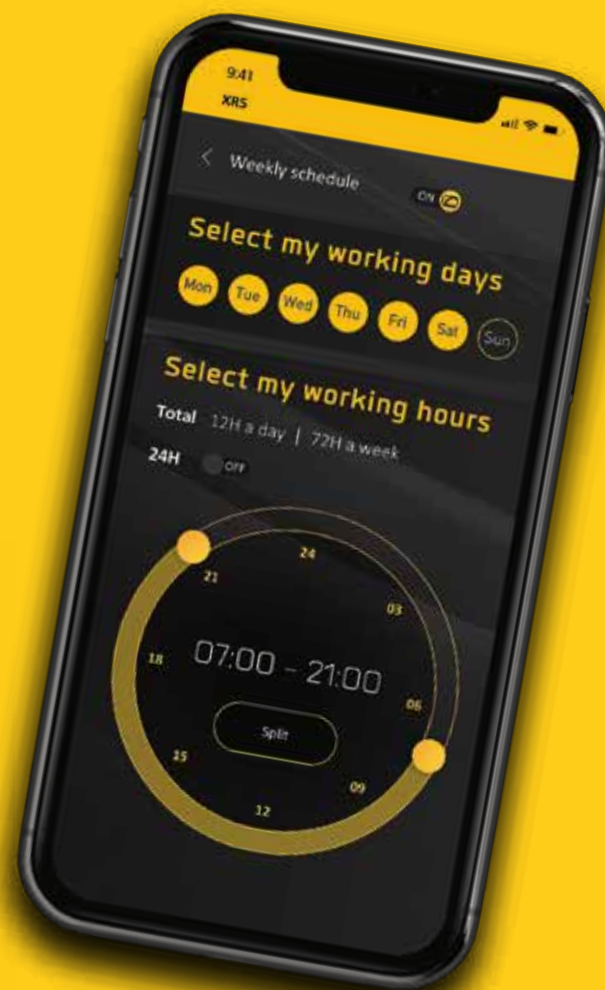 9:41
XRS
Weekly schedule ON
Select my working days
Mon Tue Wed Thu Fri Sat Sun
Select my working hours
Total 12H a day | 72H a week
24H OFF
24
21
03
18
07:00 - 21:00
06
Split
15
09
12